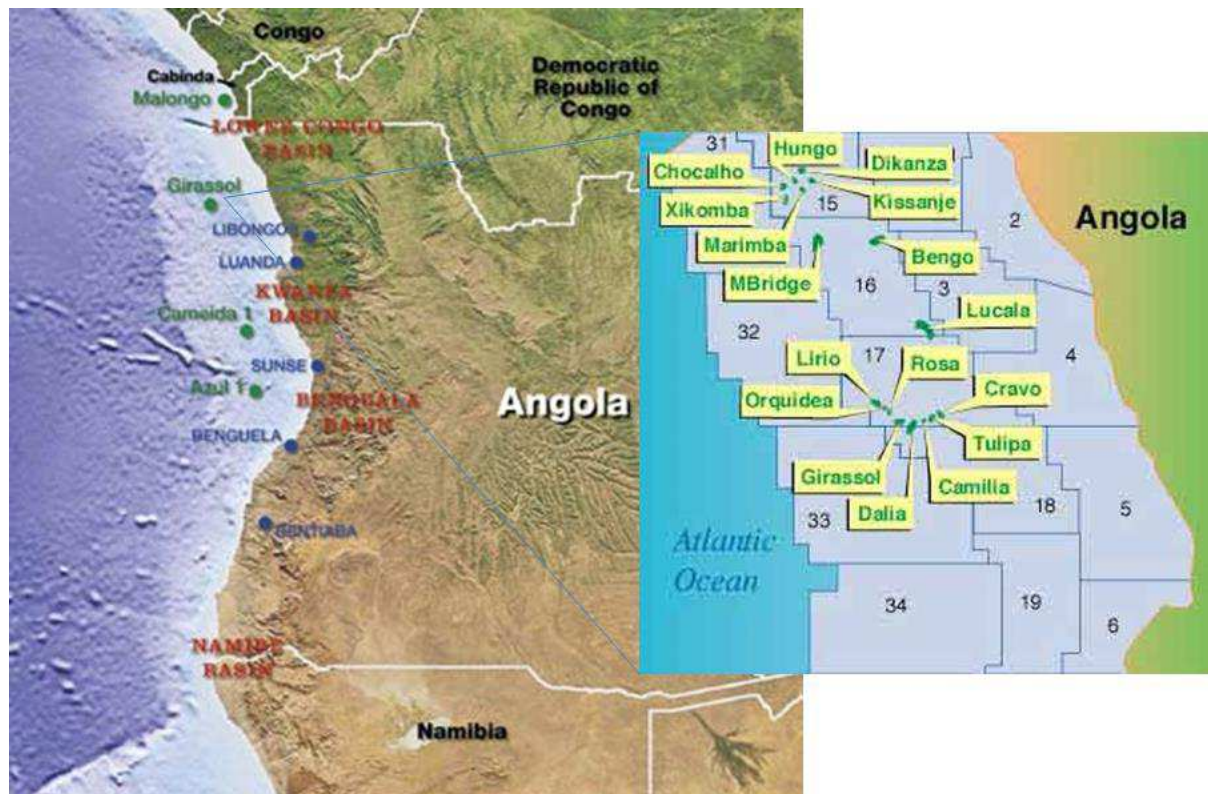 Congo
Cabinda
Malongo
Democratic
Republic of
Congo
LOWER CONGO
BASIN
Girassol
LIBONGOS
LUANDA
KWANZA
BASIN
Cameida 1
SUNSE
Azul 1
BENGUALA
BASIN
Angola
BENGUELA
BENTIABA
NAMIBE
BASIN
Namibia
31
Hungo
Dikanza
Chocalho
Kissanje
Xikomba
15
2
Angola
Marimba
Bengo
MBridge
16
3
Lucala
32
Lirio
17
Rosa
4
Orquidea
Cravo
Tulipa
Girassol
Camilia
Dalia
33
18
5
Atlantic
Ocean
34
19
6